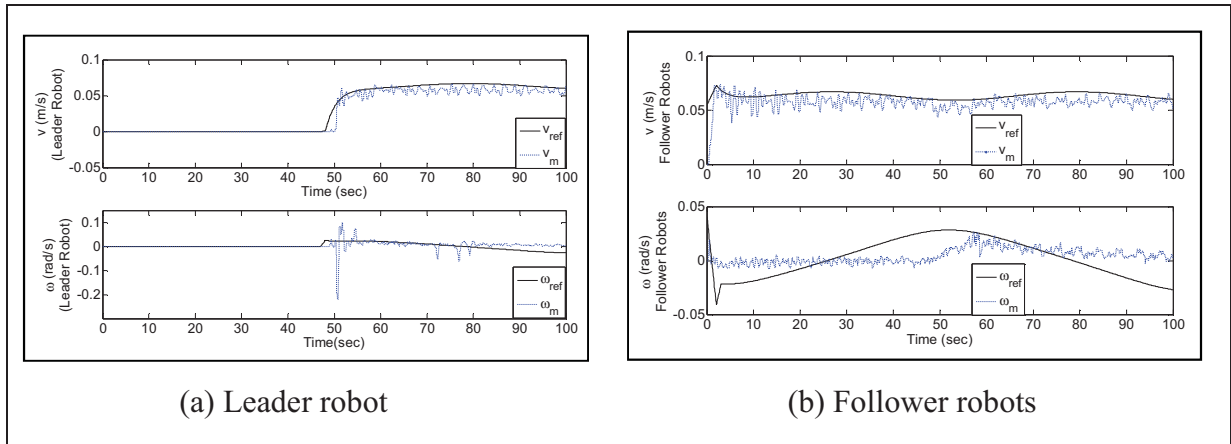 0.1
0.05
0
-0.05
v (m/s)
(Leader Robot)
v_ref
v_m
0 10 20 30 40 50 60 70 80 90 100
Time (sec)
0.1
0
-0.1
-0.2
ω (rad/s)
(Leader Robot)
ω_ref
ω_m
0 10 20 30 40 50 60 70 80 90 100
Time(sec)
(a) Leader robot
0.1
0.05
0
v (m/s)
Follower Robots
v_ref
v_m
0 10 20 30 40 50 60 70 80 90 100
Time (sec)
0.05
0
-0.05
ω (rad/s)
Follower Robots
ω_ref
ω_m
0 10 20 30 40 50 60 70 80 90 100
Time (sec)
(b) Follower robots